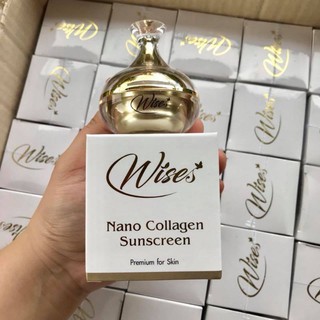 Wises
Wises
Nano Collagen
Sunscreen
Premium for Skin